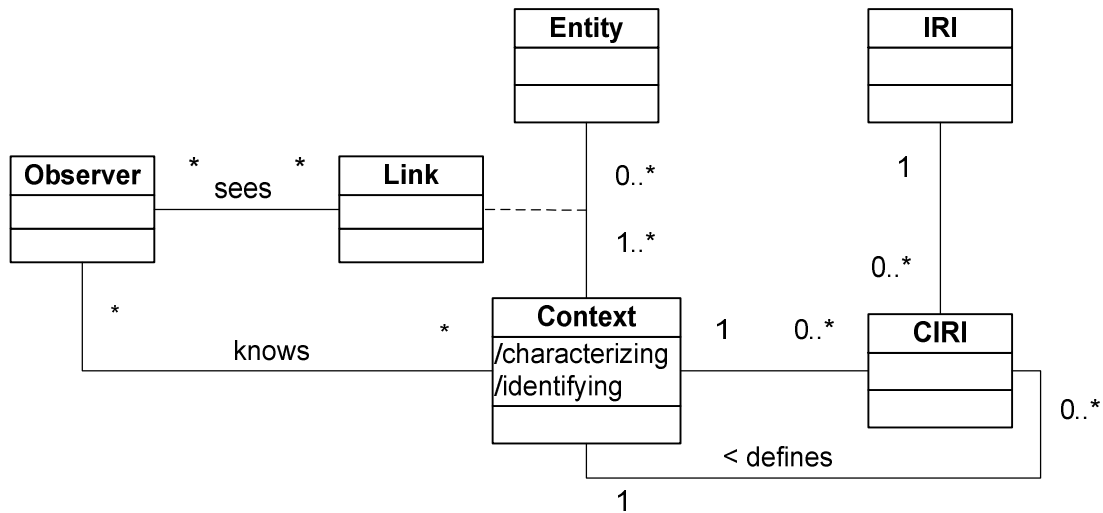 Entity
IRI
Observer
* *
sees
Link
0..*
1..*
1
0..*
*
*
knows
Context
/characterizing
/identifying
1
0..*
CIRI
0..*
< defines
1